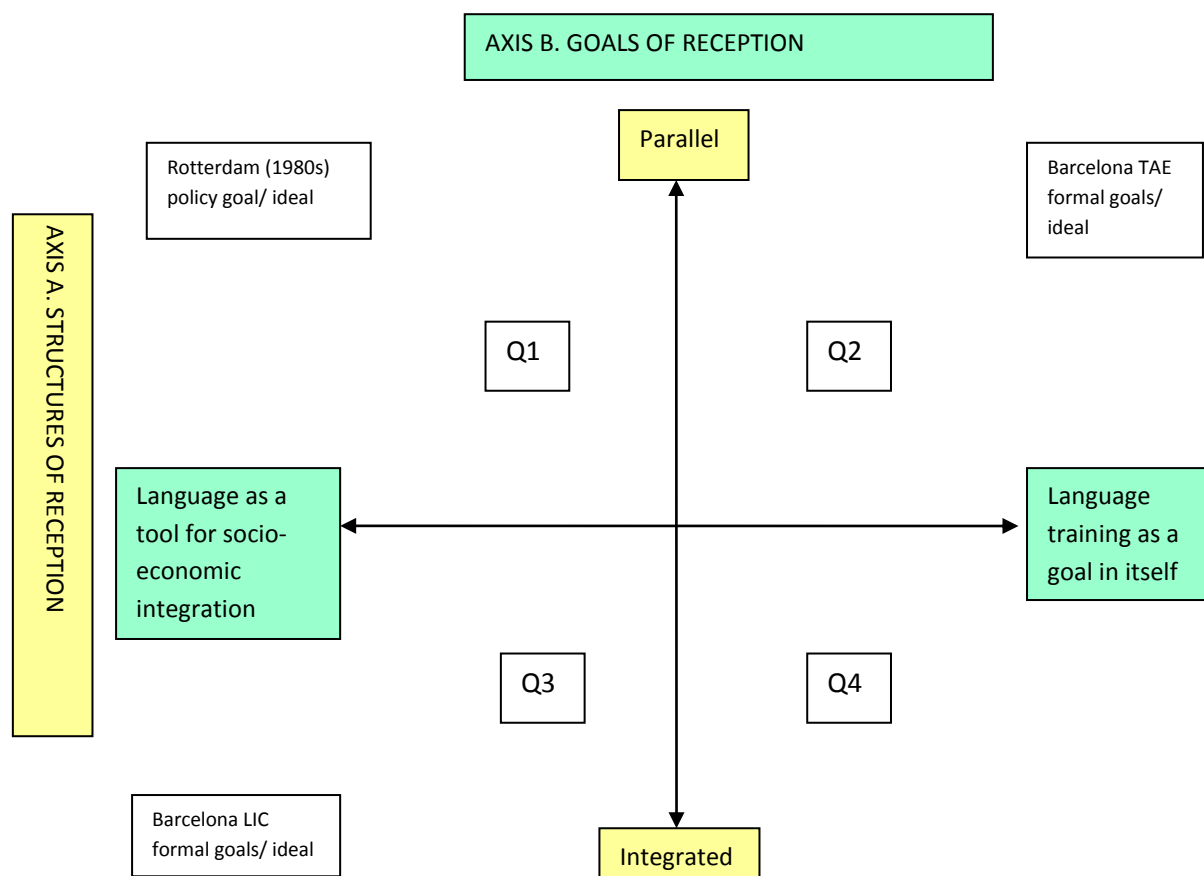 AXIS B. GOALS OF RECEPTION
Parallel
Rotterdam (1980s)
policy goal/ ideal
Barcelona TAE
formal goals/
ideal
AXIS A. STRUCTURES OF RECEPTION
Q1
Q2
Language as a
tool for socio-
economic
integration
Language
training as a
goal in itself
Q3
Q4
Barcelona LIC
formal goals/ ideal
Integrated